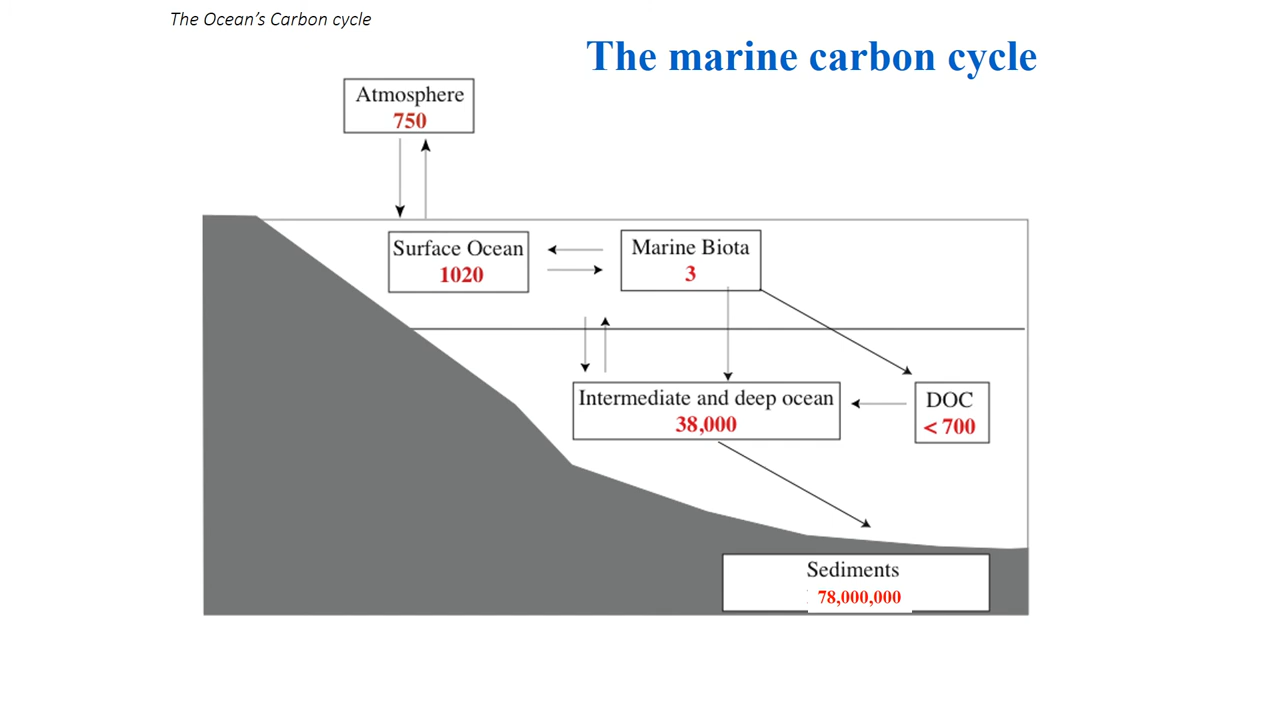 The Ocean’s Carbon cycle
The marine carbon cycle
Atmosphere
750
Surface Ocean
1020
Marine Biota
3
Intermediate and deep ocean
38,000
DOC
< 700
Sediments
78,000,000